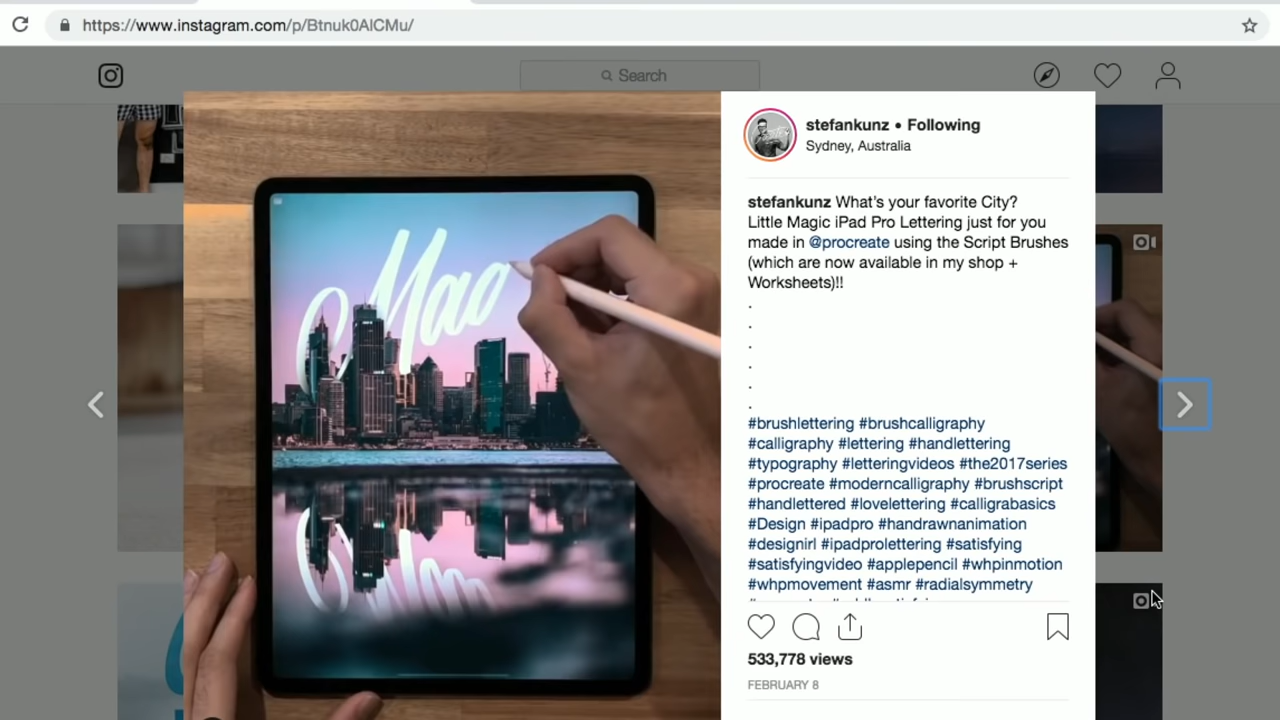 https://www.instagram.com/p/Btnuk0AlCMu/
Search
stefankunz • Following
Sydney, Australia
stefankunz What's your favorite City?
Little Magic iPad Pro Lettering just for you
made in @procreate using the Script Brushes
(which are now available in my shop +
Worksheets)!!
.
.
.
.
.
.
#brushlettering #brushcalligraphy
#calligraphy #lettering #handlettering
#typography #letteringvideos #the2017series
#procreate #moderncalligraphy #brushscript
#handlettered #lovelettering #calligrabasics
#Design #ipadpro #handrawnanimation
#designirl #ipadprolettering #satisfying
#satisfyingvideo #applepencil #whpinmotion
#whpmovement #asmr #radialsymmetry
533,778 views
FEBRUARY 8
Mag